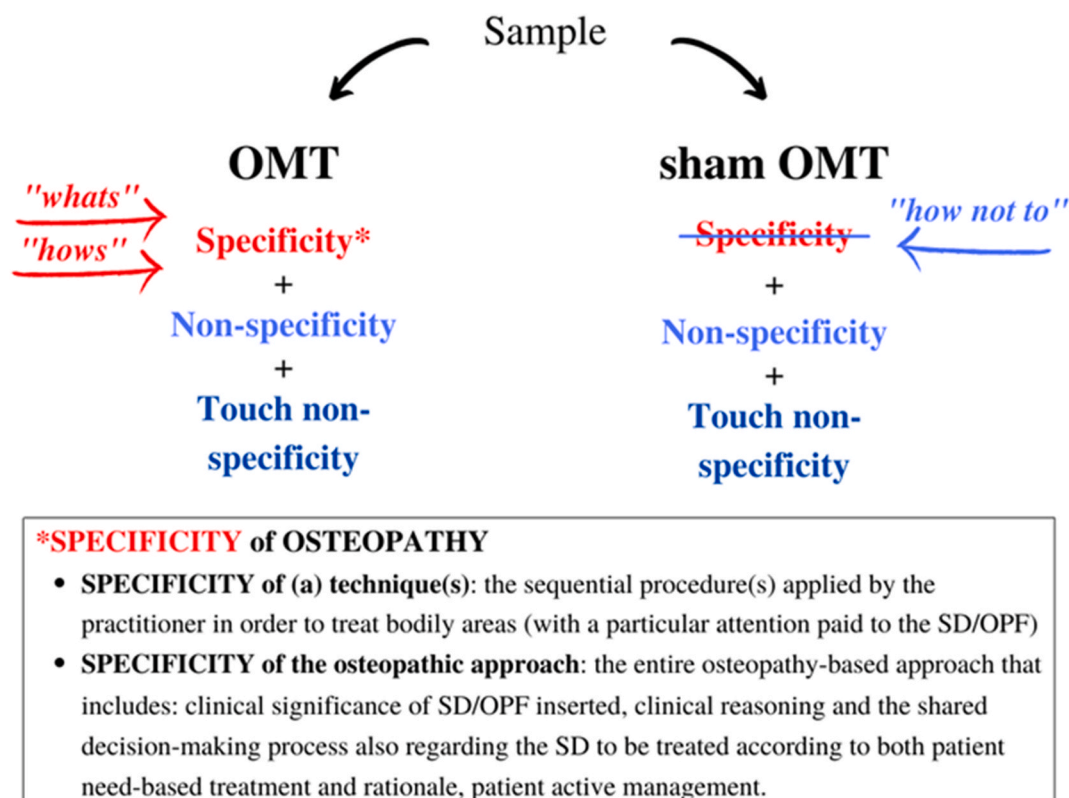 Sample
OMT
sham OMT
"whats"
"hows"
Specificity*
Specificity
"how not to"
+
+
Non-specificity
Non-specificity
+
+
Touch non-
specificity
Touch non-
specificity
*SPECIFICITY of OSTEOPATHY
• SPECIFICITY of (a) technique(s): the sequential procedure(s) applied by the
practitioner in order to treat bodily areas (with a particular attention paid to the SD/OPF)
• SPECIFICITY of the osteopathic approach: the entire osteopathy-based approach that
includes: clinical significance of SD/OPF inserted, clinical reasoning and the shared
decision-making process also regarding the SD to be treated according to both patient
need-based treatment and rationale, patient active management.